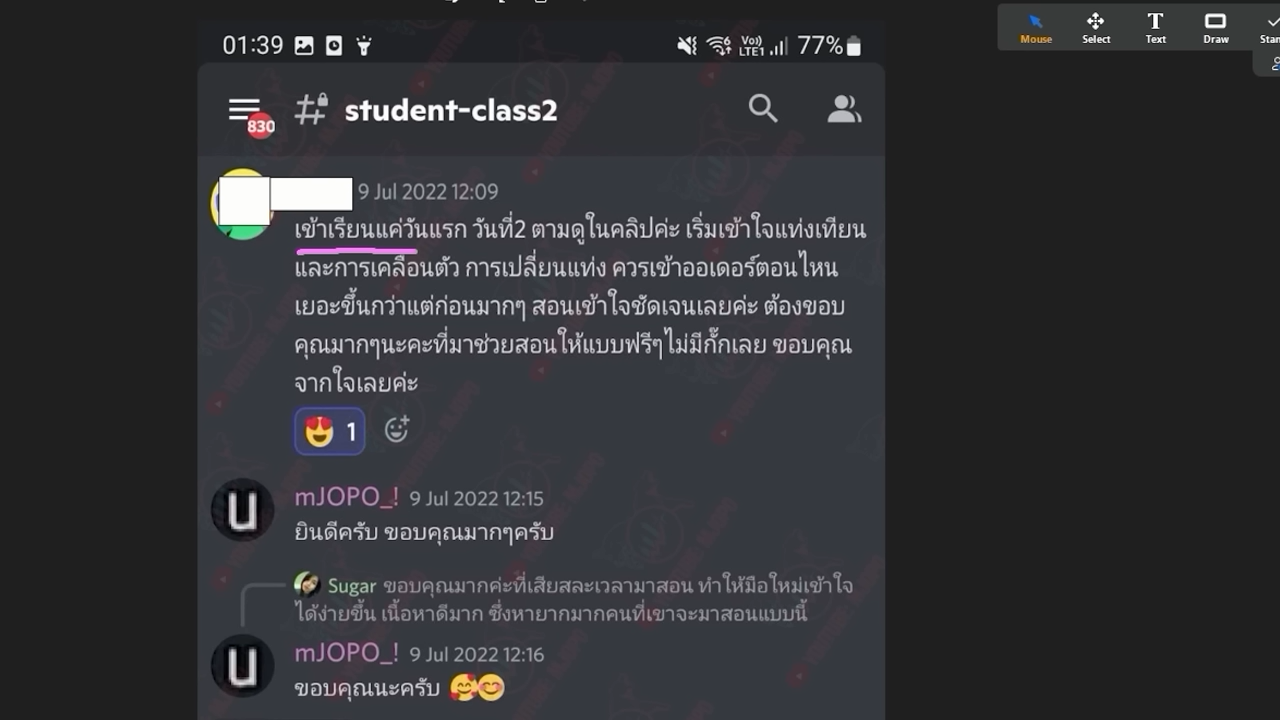 01:39
Vo) LTE1 77%
Mouse Select Text Draw
830 # student-class2
9 Jul 2022 12:09
เข้าเรียนแค่วันแรก วันที่2 ตามดูในคลิปค่ะ เริ่มเข้าใจแท่งเทียน
และการเคลื่อนตัว การเปลี่ยนแท่ง ควรเข้าออเดอร์ตอนไหน
เยอะขึ้นกว่าแต่ก่อนมากๆ สอนเข้าใจชัดเจนเลยค่ะ ต้องขอบ
คุณมากๆนะคะที่มาช่วยสอนให้แบบฟรีๆไม่มีกั๊กเลย ขอบคุณ
จากใจเลยค่ะ
1
mJOPO_! 9 Jul 2022 12:15
ยินดีครับ ขอบคุณมากๆครับ
Sugar ขอบคุณมากค่ะที่เสียสละเวลามาสอน ทำให้มือใหม่เข้าใจ
ได้ง่ายขึ้น เนื้อหาดีมาก ซึ่งหายากมากคนที่เขาจะมาสอนแบบนี้
mJOPO_! 9 Jul 2022 12:16
ขอบคุณนะครับ